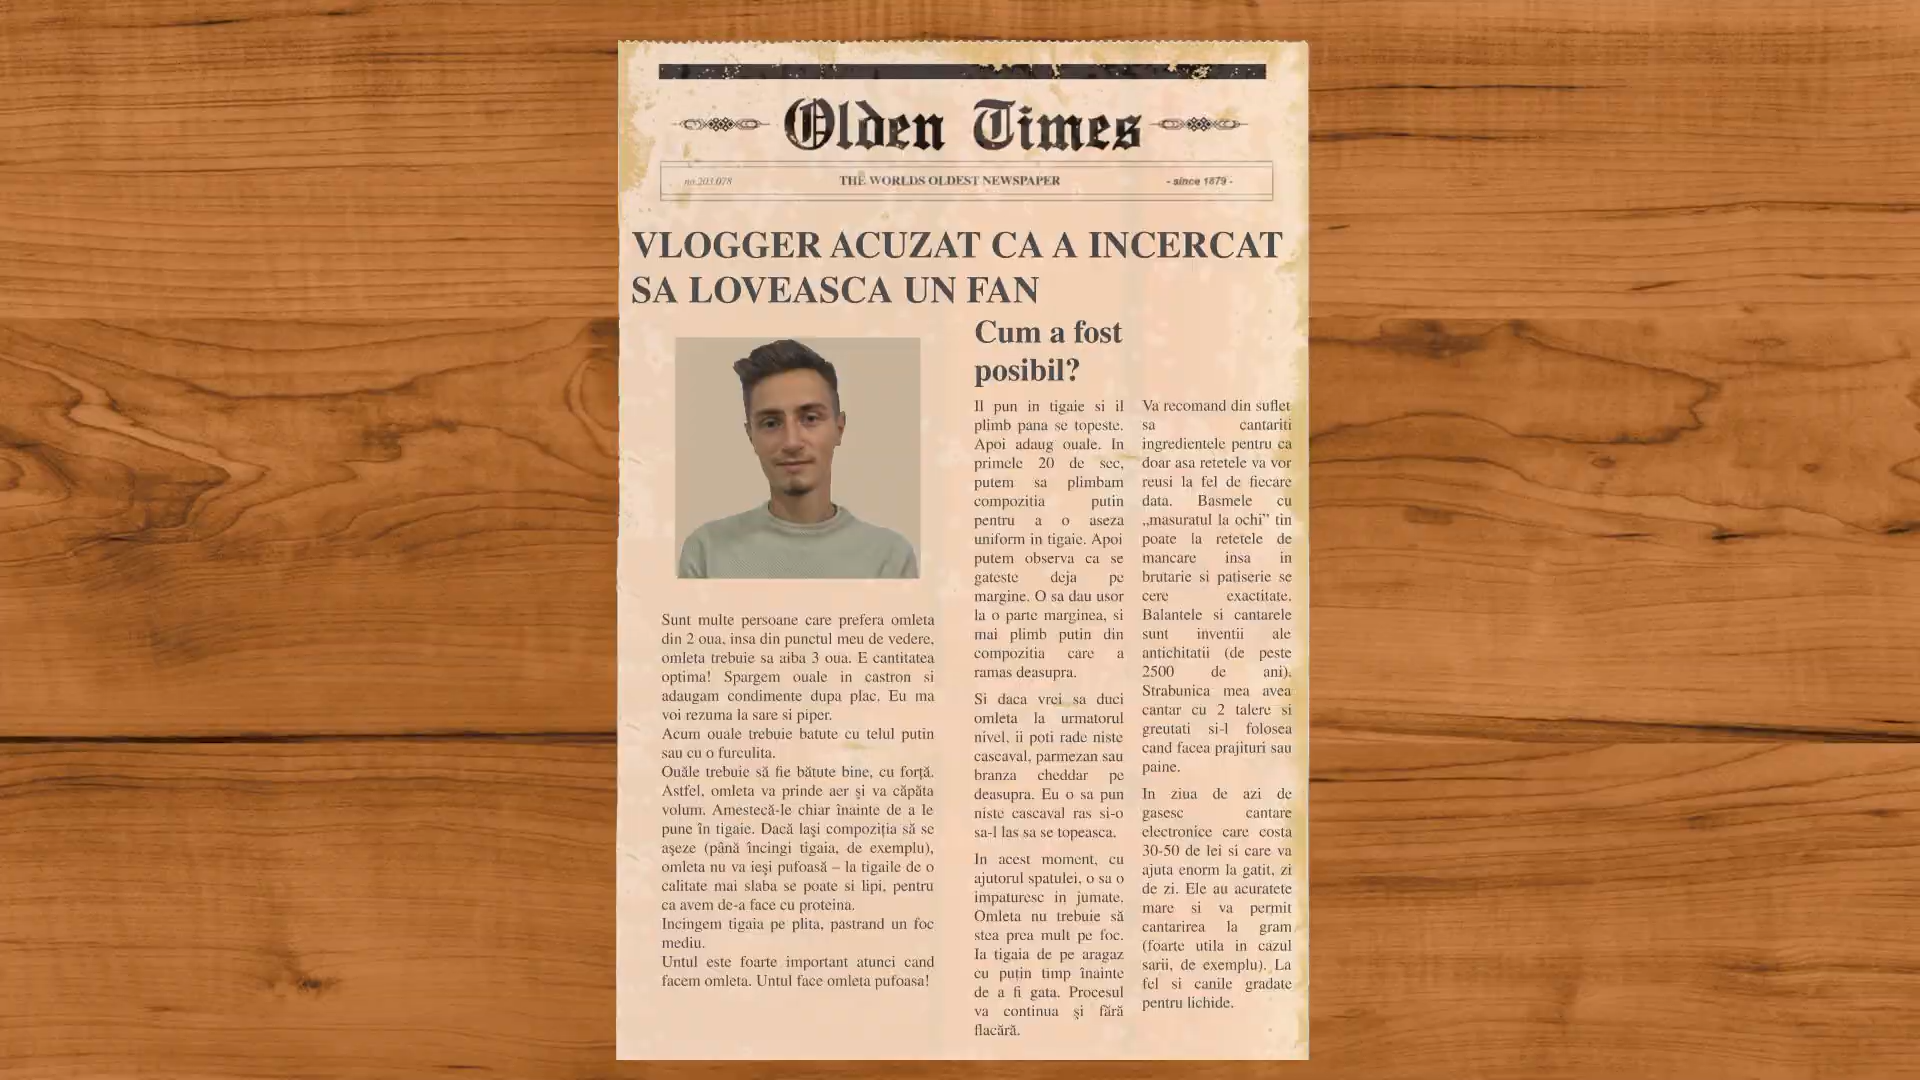 Olden Times
no.203.078
THE WORLDS OLDEST NEWSPAPER
- since 1879 -
VLOGGER ACUZAT CA A INCERCAT
SA LOVEASCA UN FAN
Sunt multe persoane care prefera omleta
din 2 oua, insa din punctul meu de vedere,
omleta trebuie sa aiba 3 oua. E cantitatea
optima! Spargem ouale in castron si
adaugam condimente dupa plac. Eu ma
voi rezuma la sare si piper.
Acum ouale trebuie batute cu telul putin
sau cu o furculita.
Ouăle trebuie să fie bătute bine, cu forță.
Astfel, omleta va prinde aer și va căpăta
volum. Amestecă-le chiar înainte de a le
pune în tigaie. Dacă lași compoziția să se
așeze (până încingi tigaia, de exemplu),
omleta nu va ieși pufoasă – la tigaile de o
calitate mai slaba se poate si lipi, pentru
ca avem de-a face cu proteina.
Incingem tigaia pe plita, pastrand un foc
mediu.
Untul este foarte important atunci cand
facem omleta. Untul face omleta pufoasa!
Cum a fost
posibil?
Il pun in tigaie si il
plimb pana se topeste.
Apoi adaug ouale. In
primele 20 de sec,
putem sa plimbam
compozitia putin
pentru a o aseza
uniform in tigaie. Apoi
putem observa ca se
gateste deja pe
margine. O sa dau usor
la o parte marginea, si
mai plimb putin din
compozitia care a
ramas deasupra.
Si daca vrei sa duci
omleta la urmatorul
nivel, ii poti rade niste
cascaval, parmezan sau
branza cheddar pe
deasupra. Eu o sa pun
niste cascaval ras si-o
sa-l las sa se topeasca.
In acest moment, cu
ajutorul spatulei, o sa o
impaturesc in jumate.
Omleta nu trebuie să
stea prea mult pe foc.
Ia tigaia de pe aragaz
cu puțin timp înainte
de a fi gata. Procesul
va continua și fără
flacără.
Va recomand din suflet
sa cantariti
ingredientele pentru ca
doar asa retetele va vor
reusi la fel de fiecare
data. Basmele cu
„masuratul la ochi” tin
poate la retetele de
mancare insa in
brutarie si patiserie se
cere exactitate.
Balantele si cantarele
sunt inventii ale
antichitatii (de peste
2500 de ani).
Strabunica mea avea
cantar cu 2 talere si
greutati si-l folosea
cand facea prajituri sau
paine.
In ziua de azi de
gasesc cantare
electronice care costa
30-50 de lei si care va
ajuta enorm la gatit, zi
de zi. Ele au acuratete
mare si va permit
cantarirea la gram
(foarte utila in cazul
sarii, de exemplu). La
fel si canile gradate
pentru lichide.